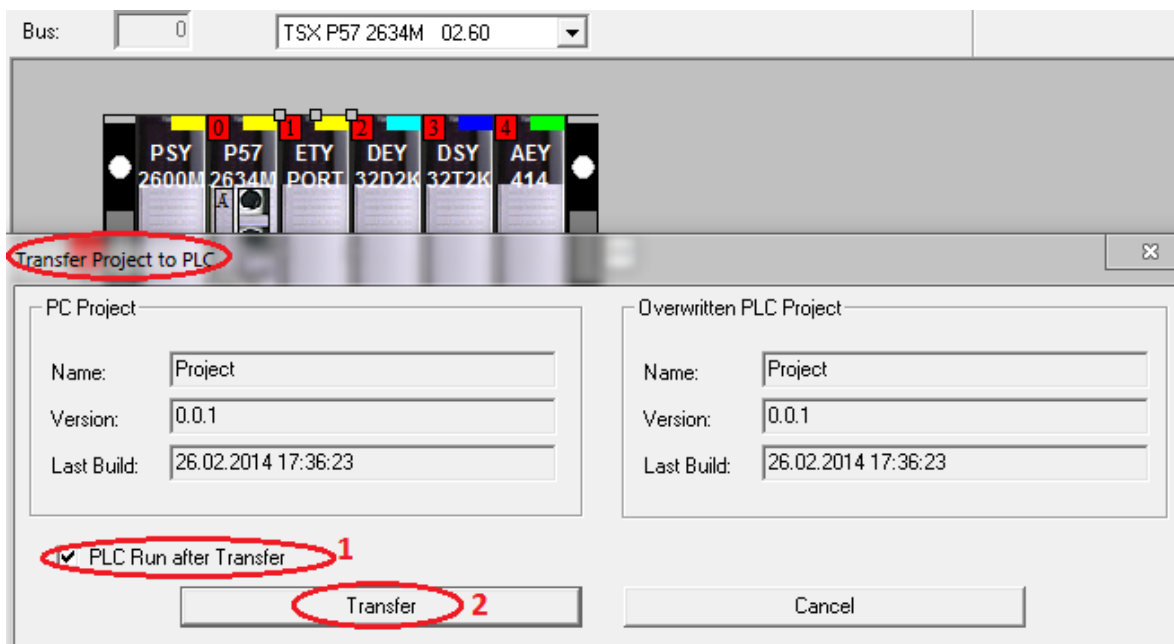 Bus: 0 TSX P57 2634M 02.60
0 1 2 3 4
PSY P57 ETY DEY DSY AEY
2600M 2634M PORT 32D2K 32T2K 414
A
Transfer Project to PLC
PC Project Overwritten PLC Project
Name: Project Name: Project
Version: 0.0.1 Version: 0.0.1
Last Build: 26.02.2014 17:36:23 Last Build: 26.02.2014 17:36:23
PLC Run after Transfer 1
Transfer 2 Cancel